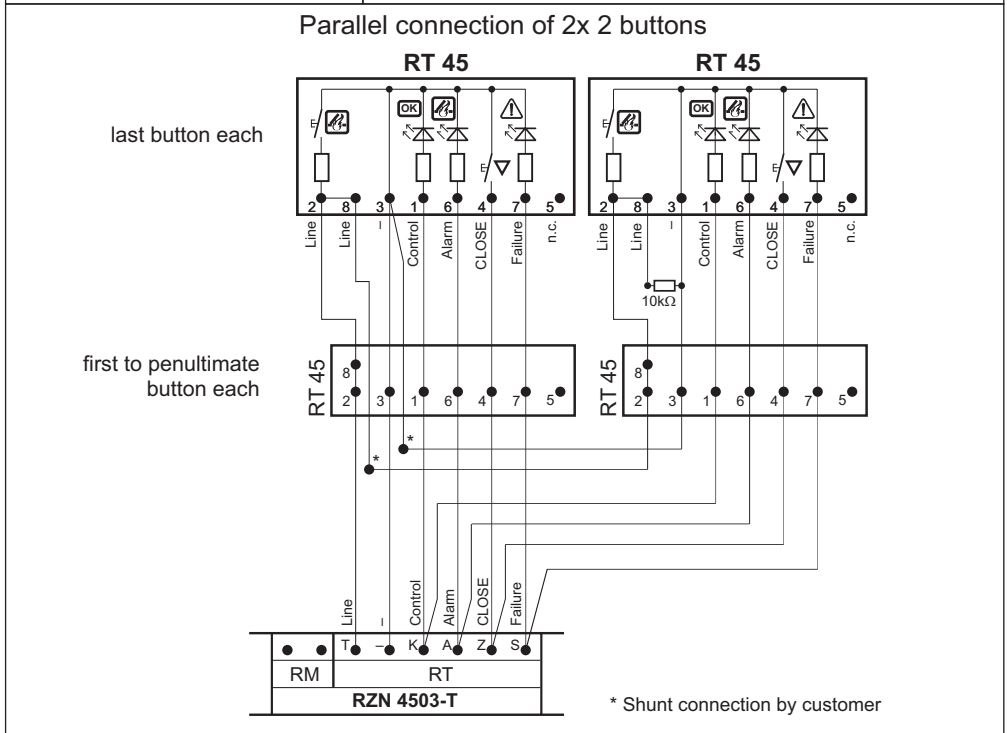 Parallel connection of 2x 2 buttons
RT 45 RT 45
OK OK
last button each
E E E E
2 8 3 1 6 4 7 5 2 8 3 1 6 4 7 5
Line Line – Control Alarm CLOSE Failure n.c. Line Line – Control Alarm CLOSE Failure n.c.
10kΩ
first to penultimate
button each
RT 45 RT 45
8 8
2 3 1 6 4 7 5 2 3 1 6 4 7 5
*
*
Line – Control Alarm CLOSE Failure
T – K A Z S
RM RT
RZN 4503-T
* Shunt connection by customer